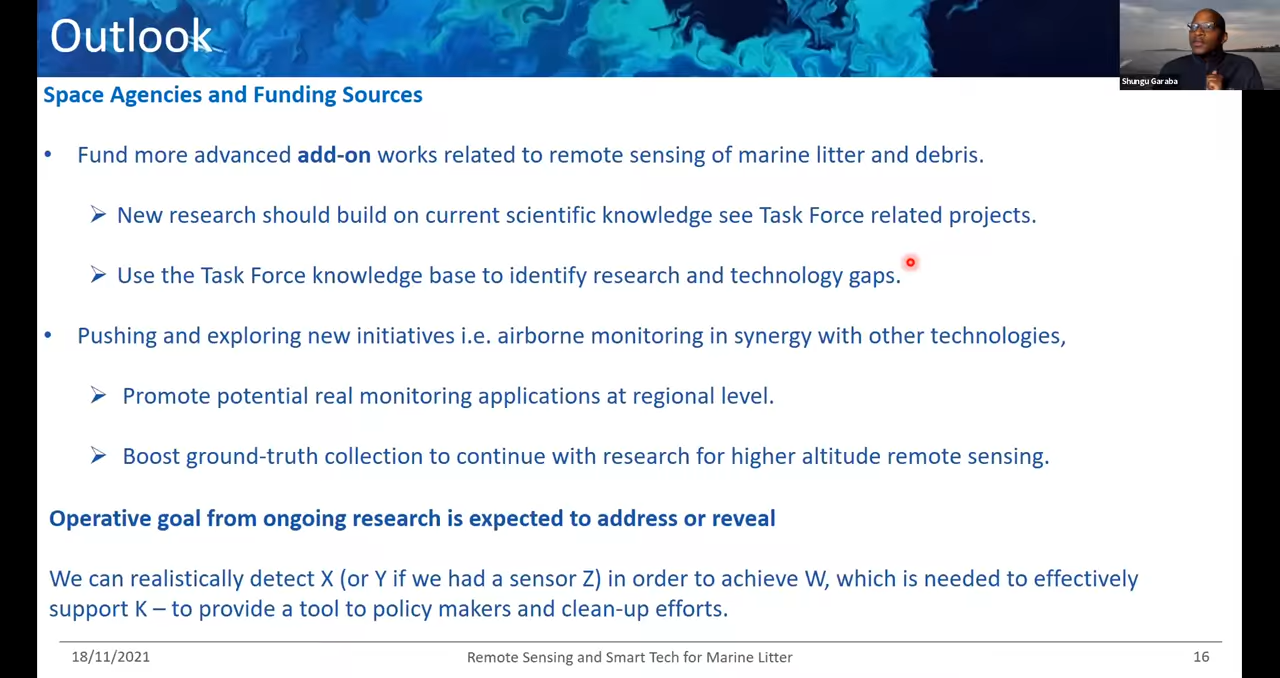 Outlook
Shungu Garaba
Space Agencies and Funding Sources
• Fund more advanced add-on works related to remote sensing of marine litter and debris.
➢ New research should build on current scientific knowledge see Task Force related projects.
➢ Use the Task Force knowledge base to identify research and technology gaps.
• Pushing and exploring new initiatives i.e. airborne monitoring in synergy with other technologies,
➢ Promote potential real monitoring applications at regional level.
➢ Boost ground-truth collection to continue with research for higher altitude remote sensing.
Operative goal from ongoing research is expected to address or reveal
We can realistically detect X (or Y if we had a sensor Z) in order to achieve W, which is needed to effectively
support K – to provide a tool to policy makers and clean-up efforts.
18/11/2021 Remote Sensing and Smart Tech for Marine Litter 16